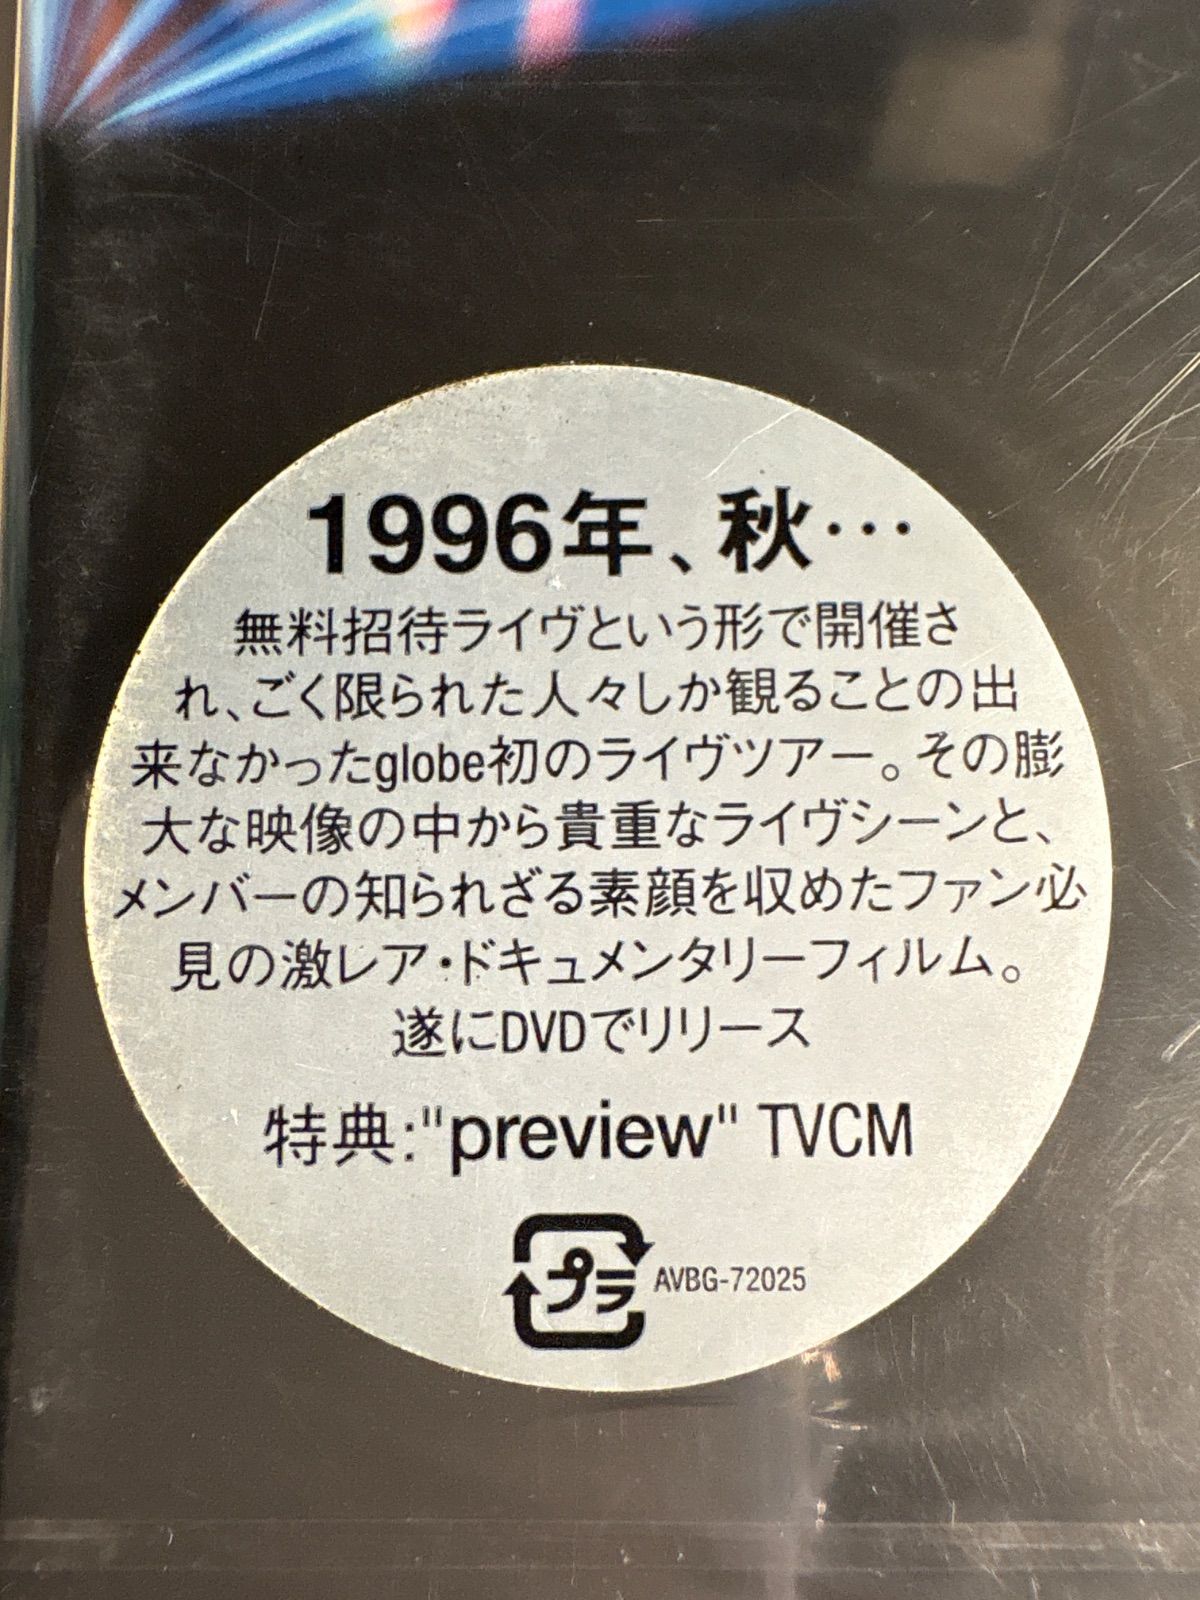 1996年、秋…
無料招待ライヴという形で開催さ
れ、ごく限られた人々しか観ることの出
来なかったglobe初のライヴツアー。その膨
大な映像の中から貴重なライヴシーンと、
メンバーの知られざる素顔を収めたファン必
見の激レア・ドキュメンタリーフィルム。
遂にDVDでリリース
特典:"preview" TVCM
プラ AVBG-72025